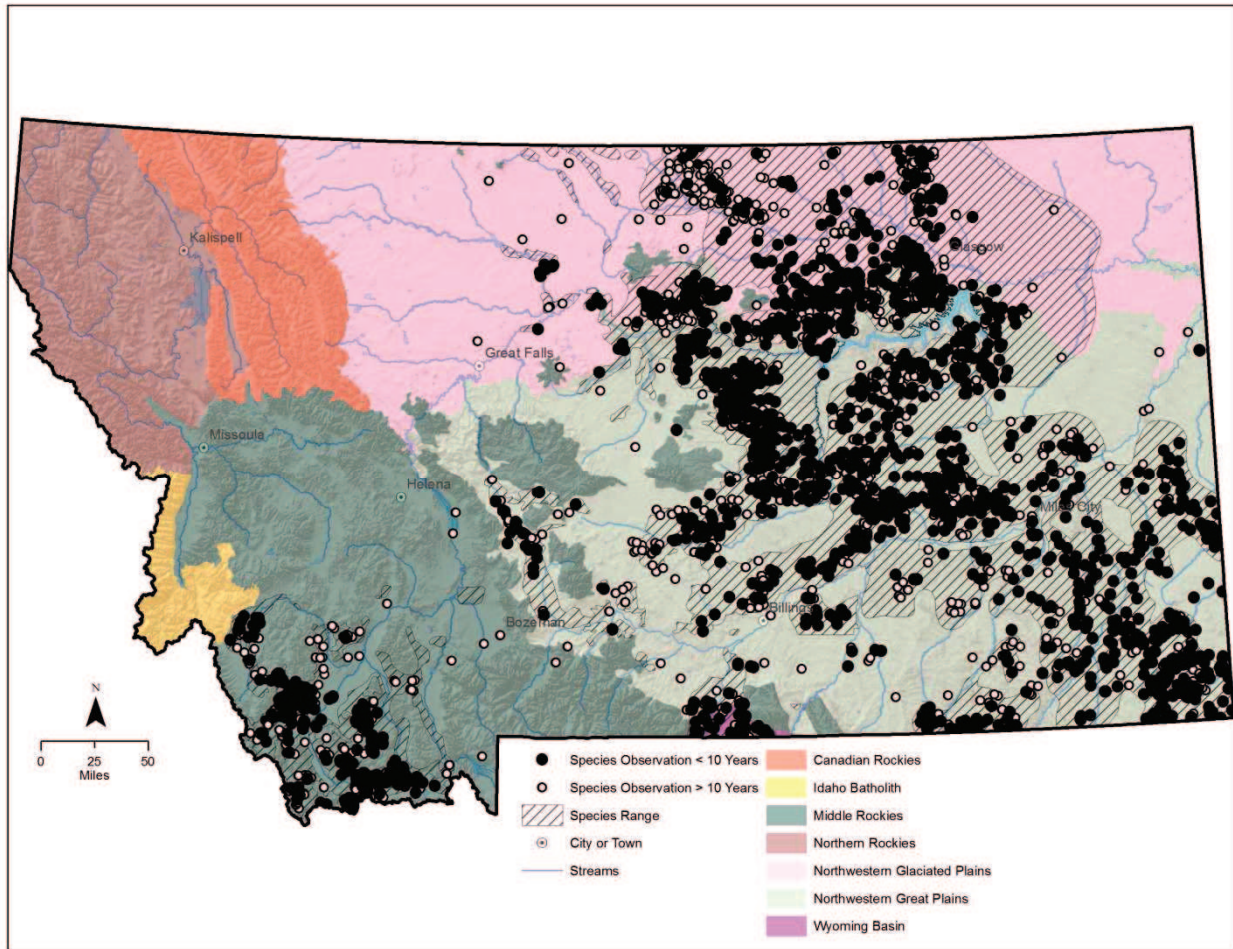 Kalispell
Glasgow
Great Falls
Missoula
Helena
Miles City
Billings
Bozeman
N
0 25 50
Miles
Species Observation < 10 Years
Species Observation > 10 Years
Species Range
City or Town
Streams
Canadian Rockies
Idaho Batholith
Middle Rockies
Northern Rockies
Northwestern Glaciated Plains
Northwestern Great Plains
Wyoming Basin